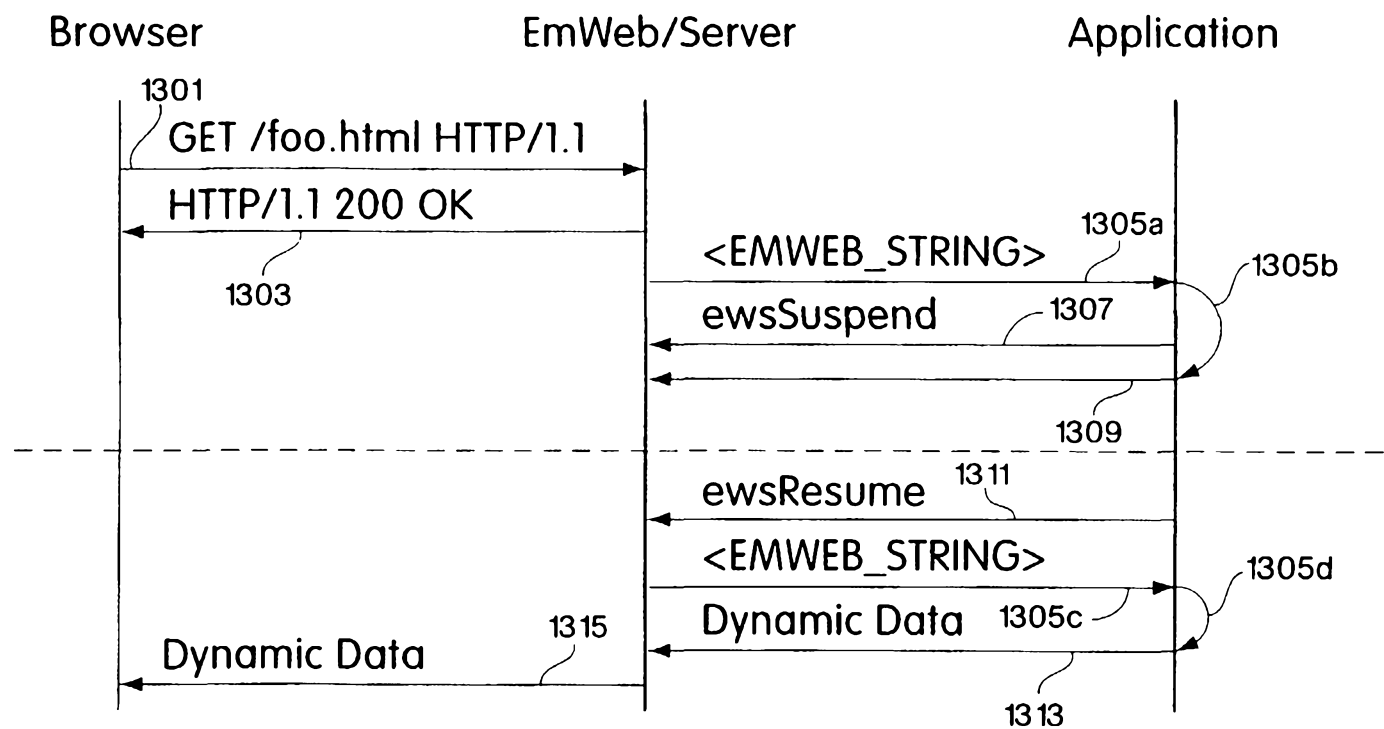 Browser
EmWeb/Server
Application
1301
GET /foo.html HTTP/1.1
HTTP/1.1 200 OK
1303
<EMWEB_STRING>
1305a
1305b
ewsSuspend
1307
1309
ewsResume
1311
<EMWEB_STRING>
1305c
1305d
Dynamic Data
1313
Dynamic Data
1315